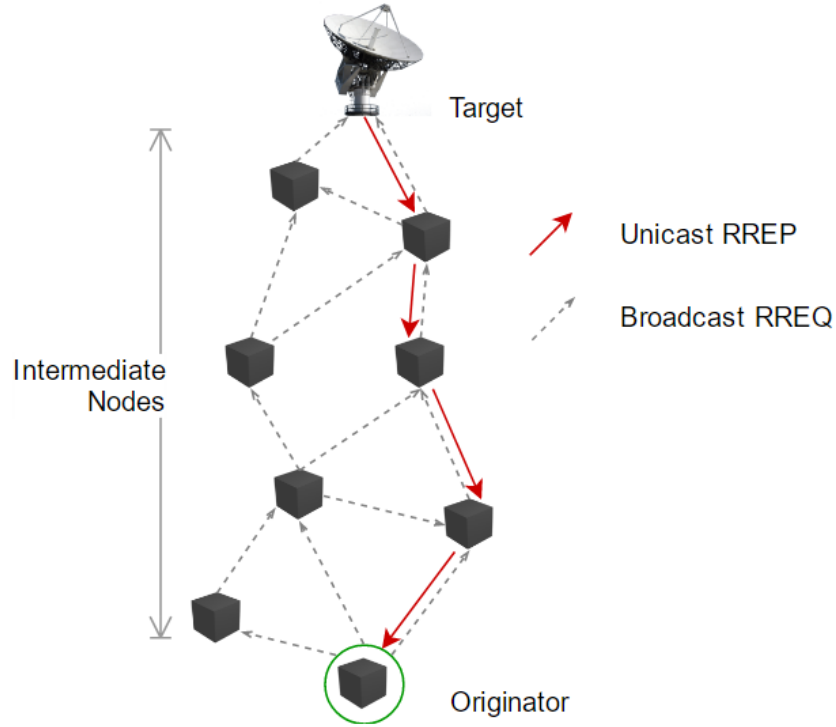 Target
Unicast RREP
Broadcast RREQ
Intermediate
Nodes
Originator